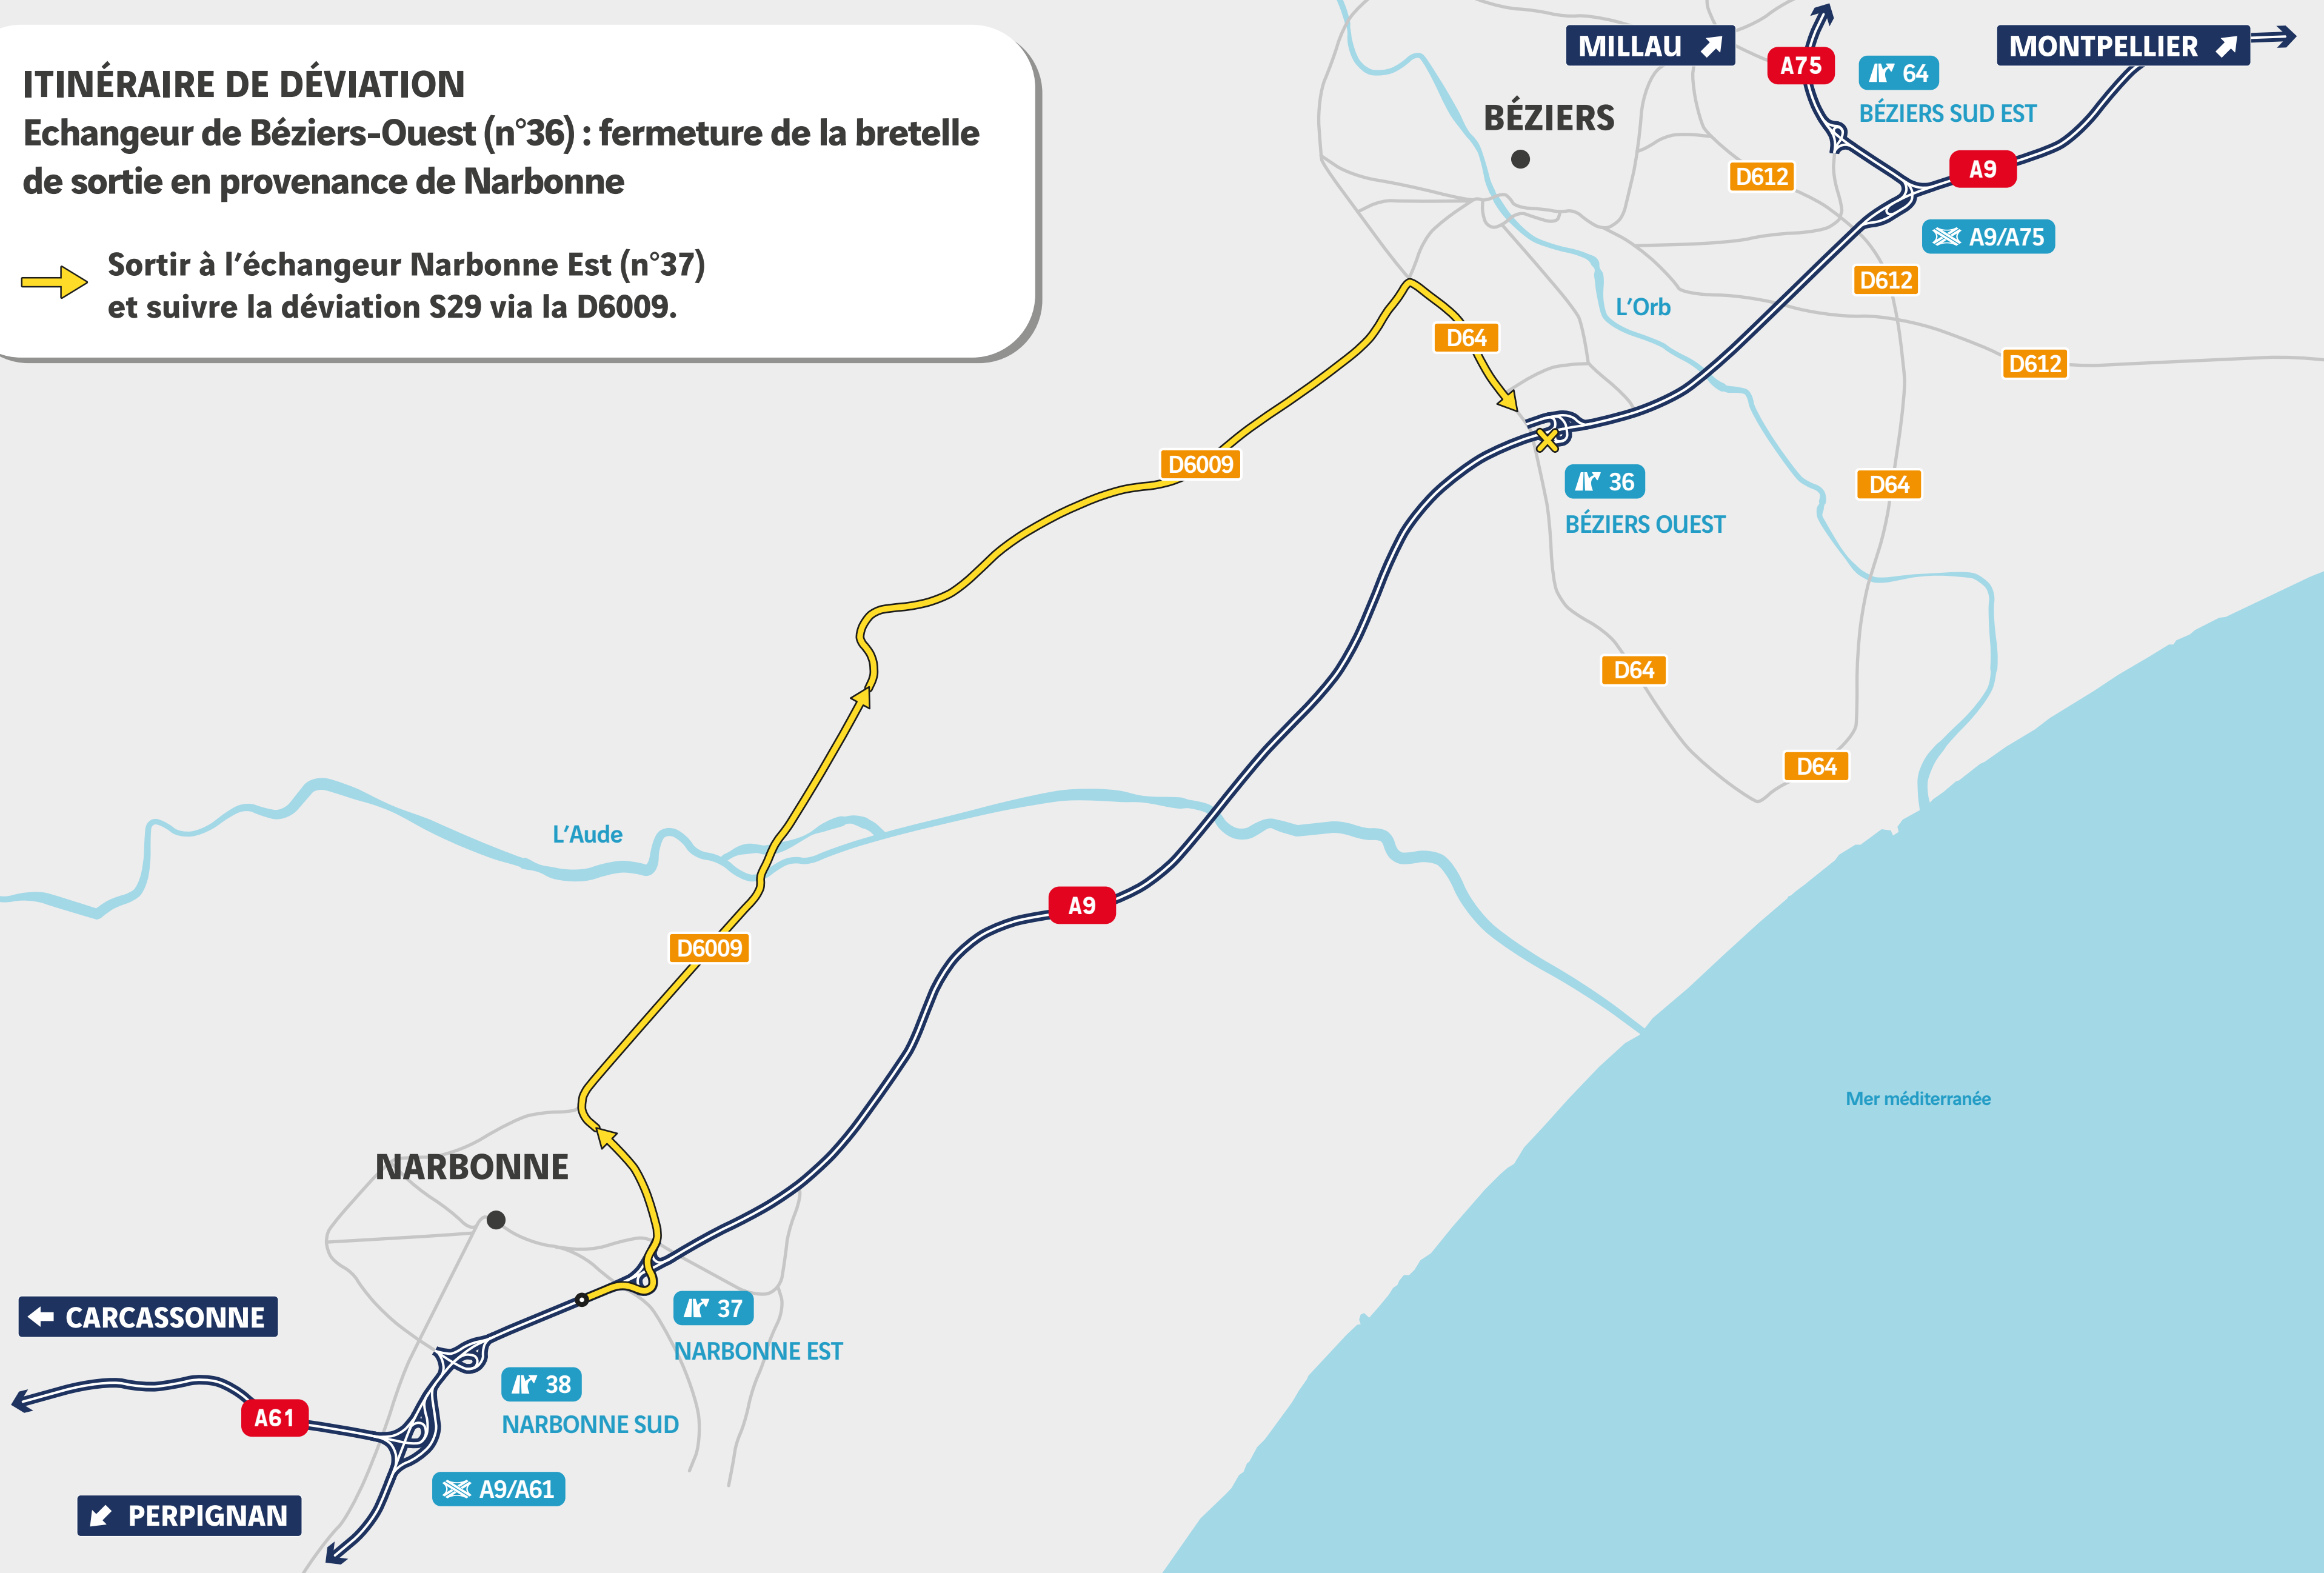 ITINÉRAIRE DE DÉVIATION
Echangeur de Béziers-Ouest (n°36) : fermeture de la bretelle
de sortie en provenance de Narbonne
Sortir à l'échangeur Narbonne Est (n°37)
et suivre la déviation S29 via la D6009.
MILLAU
A75
64
BÉZIERS SUD EST
MONTPELLIER
BÉZIERS
D612
A9
A9/A75
D612
L'Orb
D64
D612
D6009
36
BÉZIERS OUEST
D64
D64
D64
L'Aude
A9
D6009
Mer méditerranée
NARBONNE
CARCASSONNE
37
NARBONNE EST
38
NARBONNE SUD
A61
A9/A61
PERPIGNAN